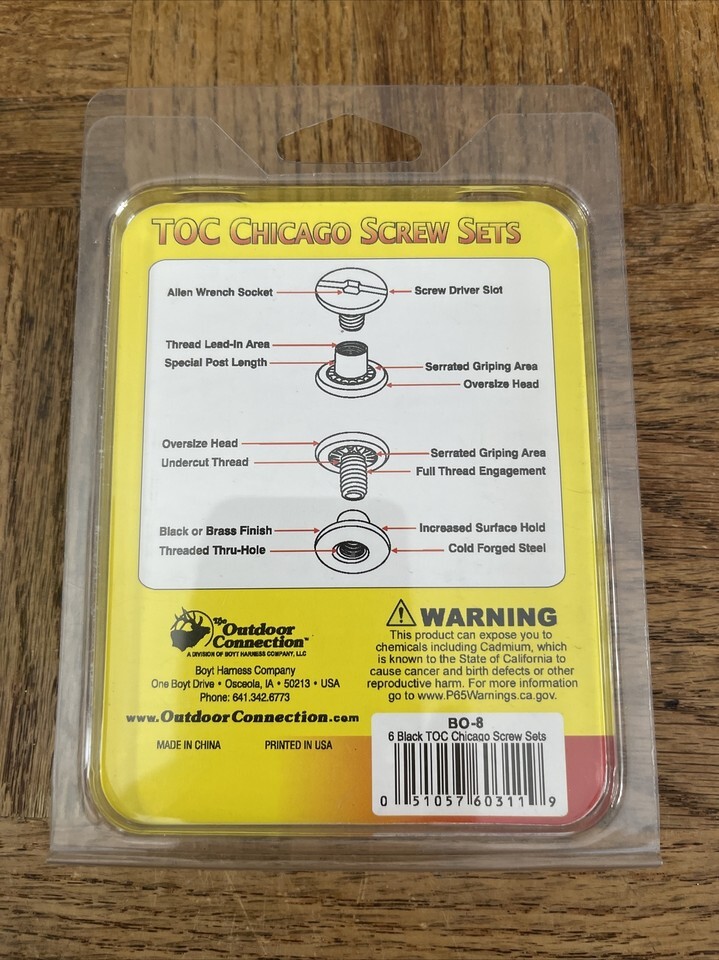 TOC CHICAGO SCREW SETS
Allen Wrench Socket
Screw Driver Slot
Thread Lead-In Area
Special Post Length
Serrated Griping Area
Oversize Head
Oversize Head
Undercut Thread
Serrated Griping Area
Full Thread Engagement
Black or Brass Finish
Increased Surface Hold
Threaded Thru-Hole
Cold Forged Steel
The
Outdoor
Connection™
A DIVISION OF BOYT HARNESS COMPANY, LLC
Boyt Harness Company
One Boyt Drive • Osceola, IA • 50213 • USA
Phone: 641.342.6773
www.OutdoorConnection.com
MADE IN CHINA
PRINTED IN USA
WARNING
This product can expose you to
chemicals including Cadmium, which
is known to the State of California to
cause cancer and birth defects or other
reproductive harm. For more information
go to www.P65Warnings.ca.gov.
BO-8
6 Black TOC Chicago Screw Sets
0 51057 60311 9